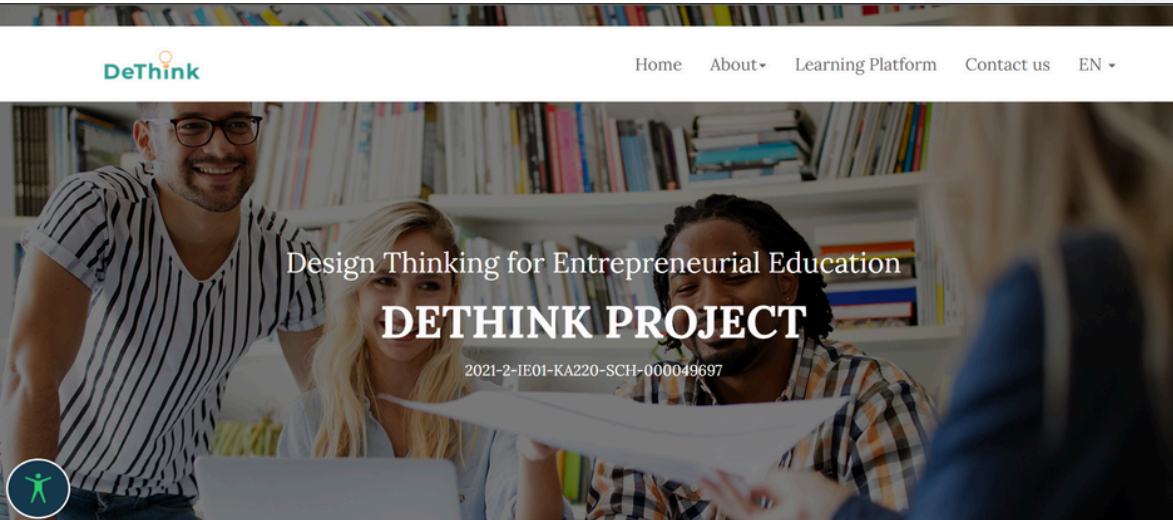 DeThink
Home About Learning Platform Contact us EN
Design Thinking for Entrepreneurial Education
DETHINK PROJECT
2021-2-IE01-KA220-SCH-000049697